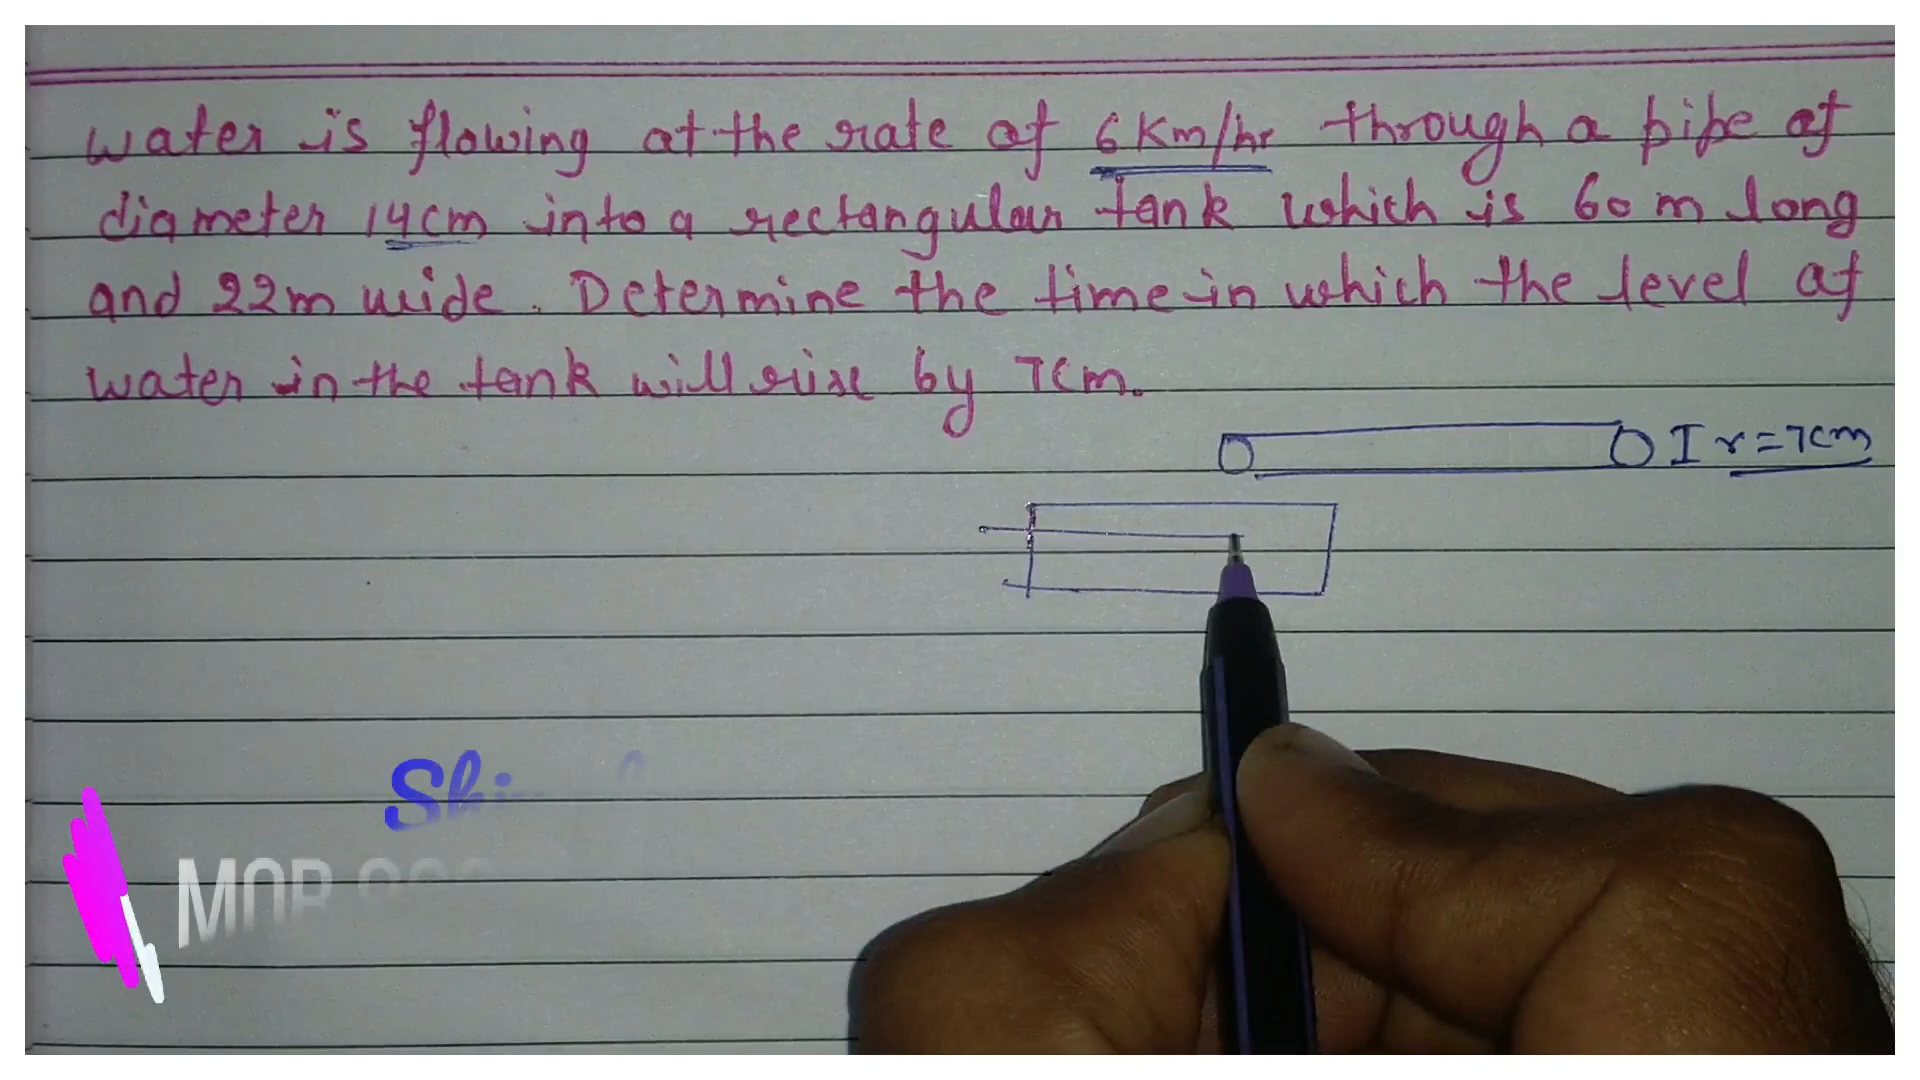 water is flowing at the rate of 6 Km/hr through a pipe of
diameter 14cm into a rectangular tank which is 60 m long
and 22m wide. Determine the time in which the level of
water in the tank will rise by 7cm.
r=7cm
MOB